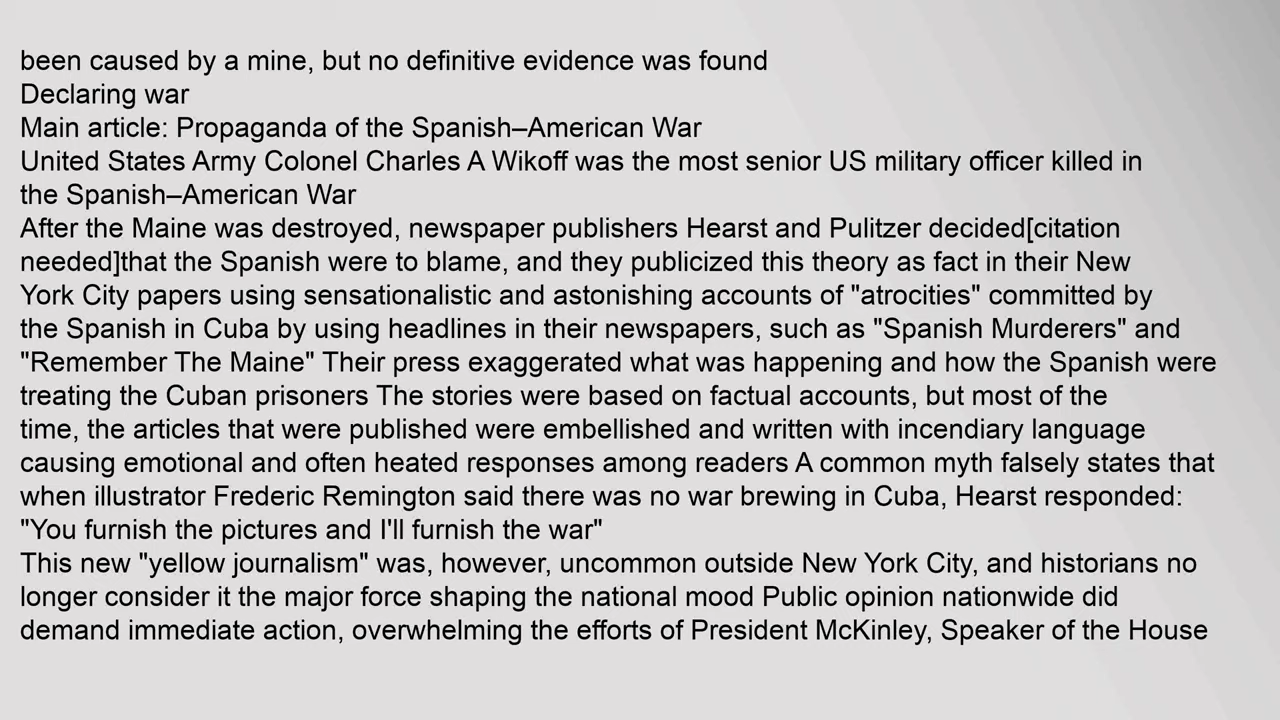 been caused by a mine, but no definitive evidence was found
Declaring war
Main article: Propaganda of the Spanish–American War
United States Army Colonel Charles A Wikoff was the most senior US military officer killed in
the Spanish–American War
After the Maine was destroyed, newspaper publishers Hearst and Pulitzer decided[citation
needed]that the Spanish were to blame, and they publicized this theory as fact in their New
York City papers using sensationalistic and astonishing accounts of "atrocities" committed by
the Spanish in Cuba by using headlines in their newspapers, such as "Spanish Murderers" and
"Remember The Maine" Their press exaggerated what was happening and how the Spanish were
treating the Cuban prisoners The stories were based on factual accounts, but most of the
time, the articles that were published were embellished and written with incendiary language
causing emotional and often heated responses among readers A common myth falsely states that
when illustrator Frederic Remington said there was no war brewing in Cuba, Hearst responded:
"You furnish the pictures and I'll furnish the war"
This new "yellow journalism" was, however, uncommon outside New York City, and historians no
longer consider it the major force shaping the national mood Public opinion nationwide did
demand immediate action, overwhelming the efforts of President McKinley, Speaker of the House